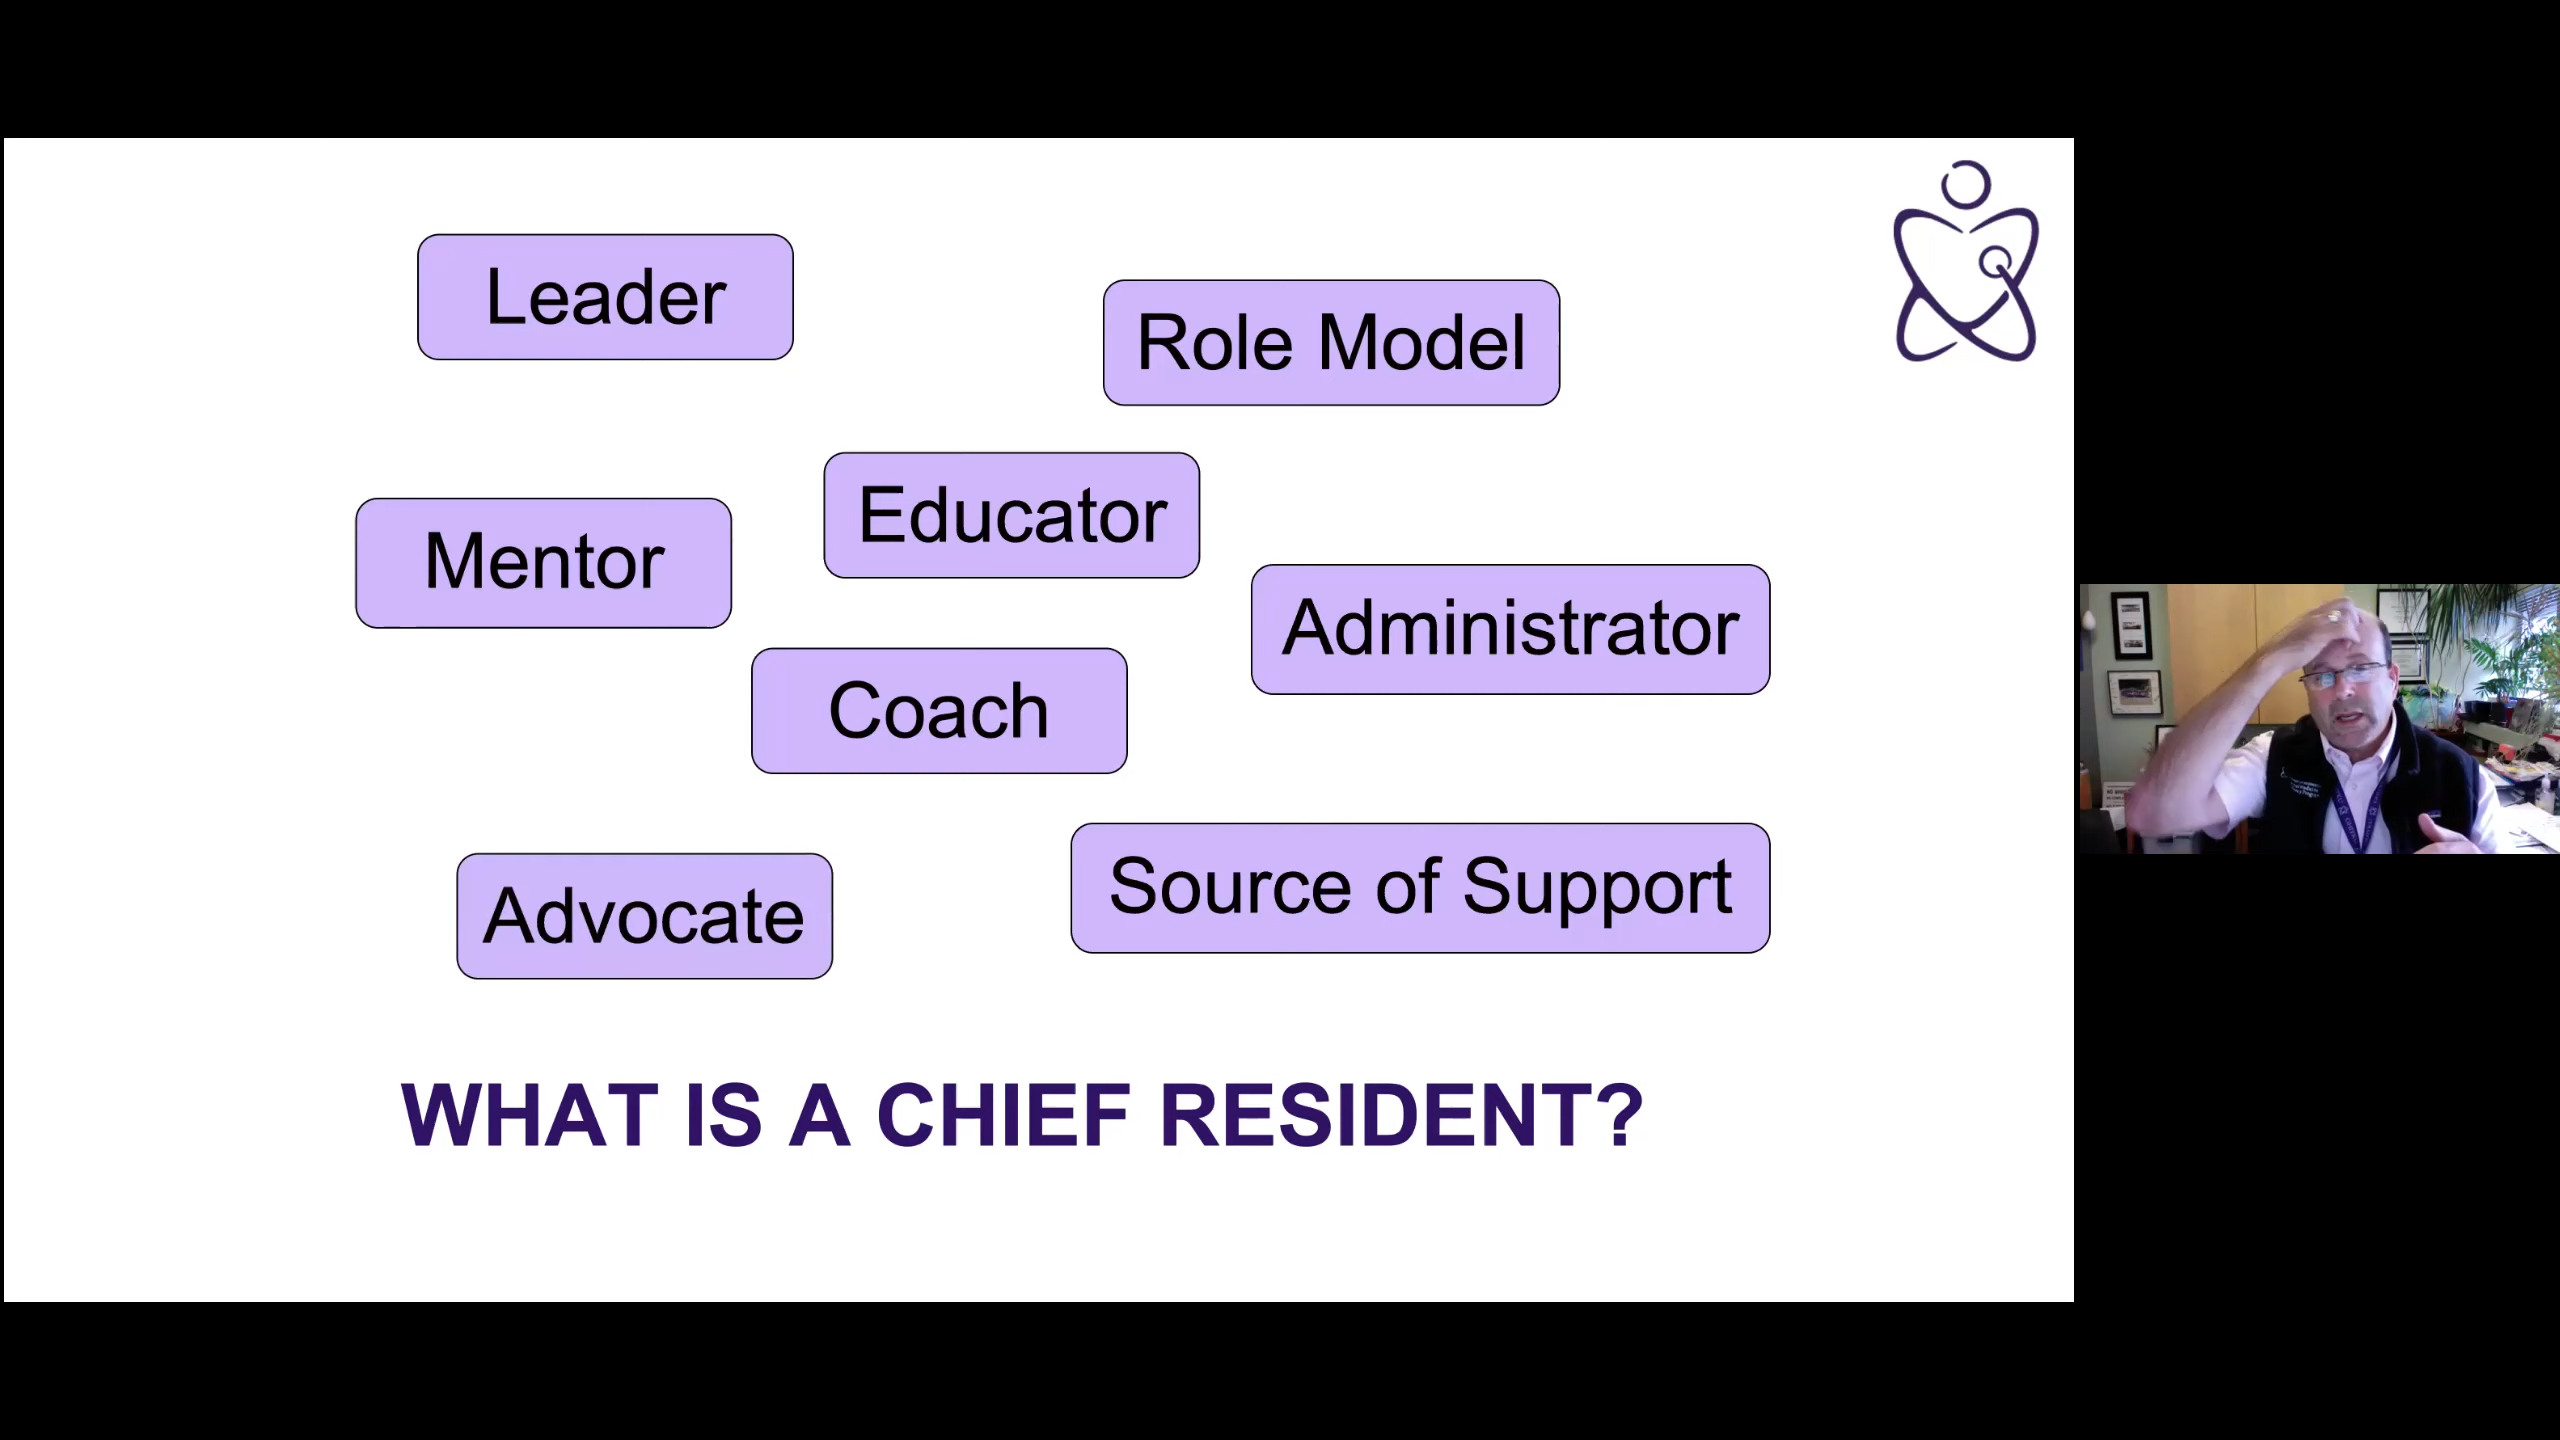 Leader
Role Model
Educator
Mentor
Administrator
Coach
Source of Support
Advocate
WHAT IS A CHIEF RESIDENT?